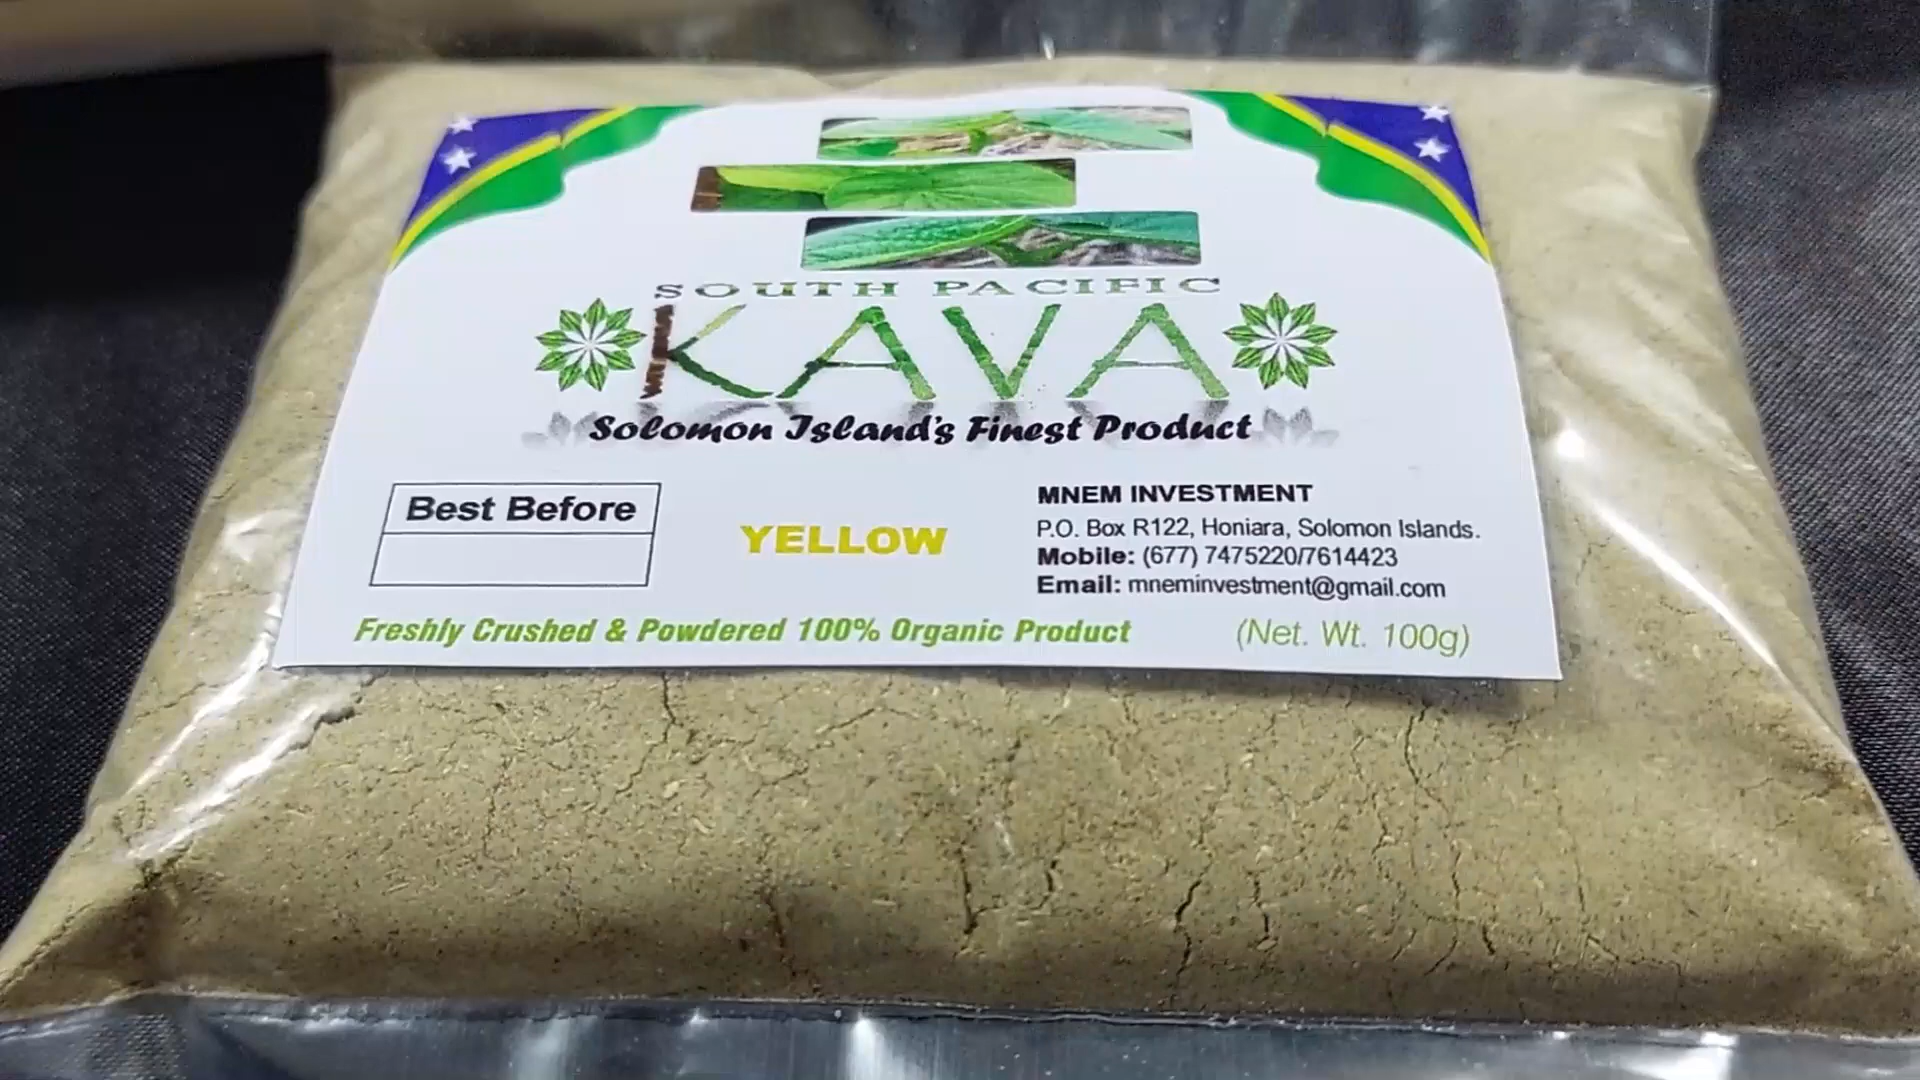 SOUTH PACIFIC
KAVA
Solomon Island's Finest Product
Best Before
YELLOW
MNEM INVESTMENT
P.O. Box R122, Honiara, Solomon Islands.
Mobile: (677) 7475220/7614423
Email: mneminvestment@gmail.com
Freshly Crushed & Powdered 100% Organic Product
(Net. Wt. 100g)